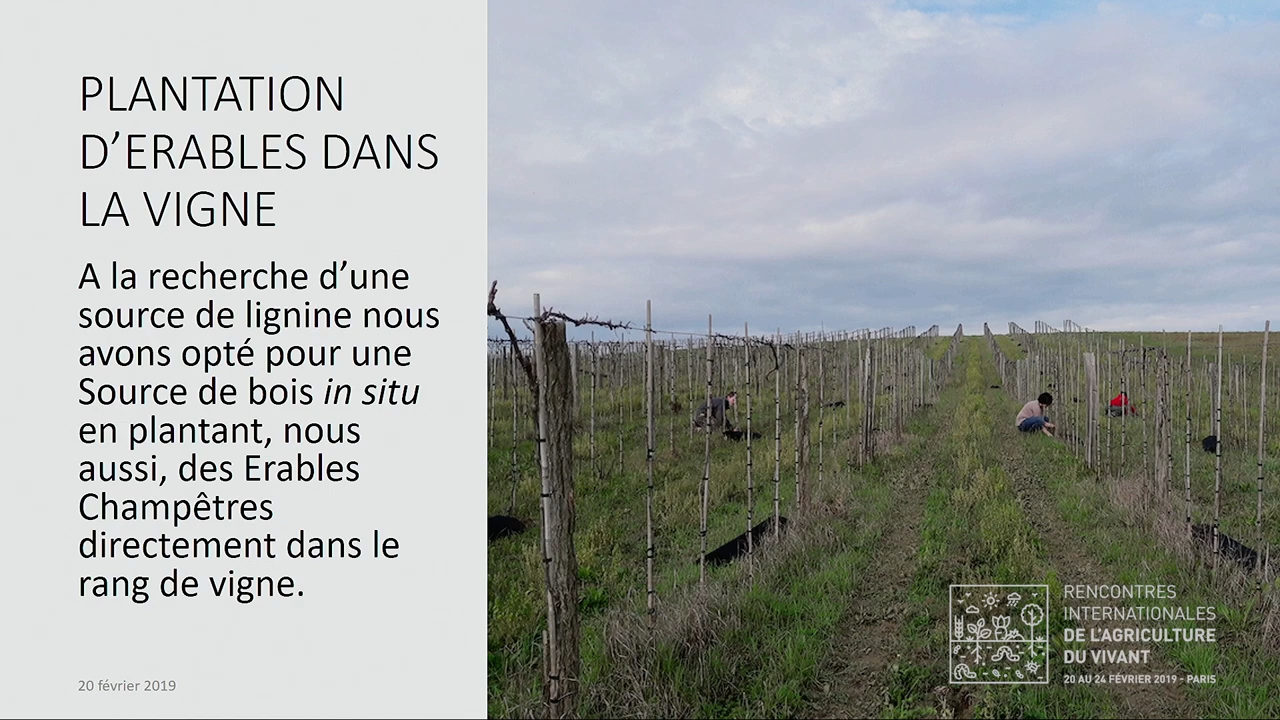 PLANTATION
D’ERABLES DANS
LA VIGNE
A la recherche d’une
source de lignine nous
avons opté pour une
Source de bois in situ
en plantant, nous
aussi, des Erables
Champêtres
directement dans le
rang de vigne.
20 février 2019
RENCONTRES
INTERNATIONALES
DE L'AGRICULTURE
DU VIVANT
20 AU 24 FÉVRIER 2019 - PARIS